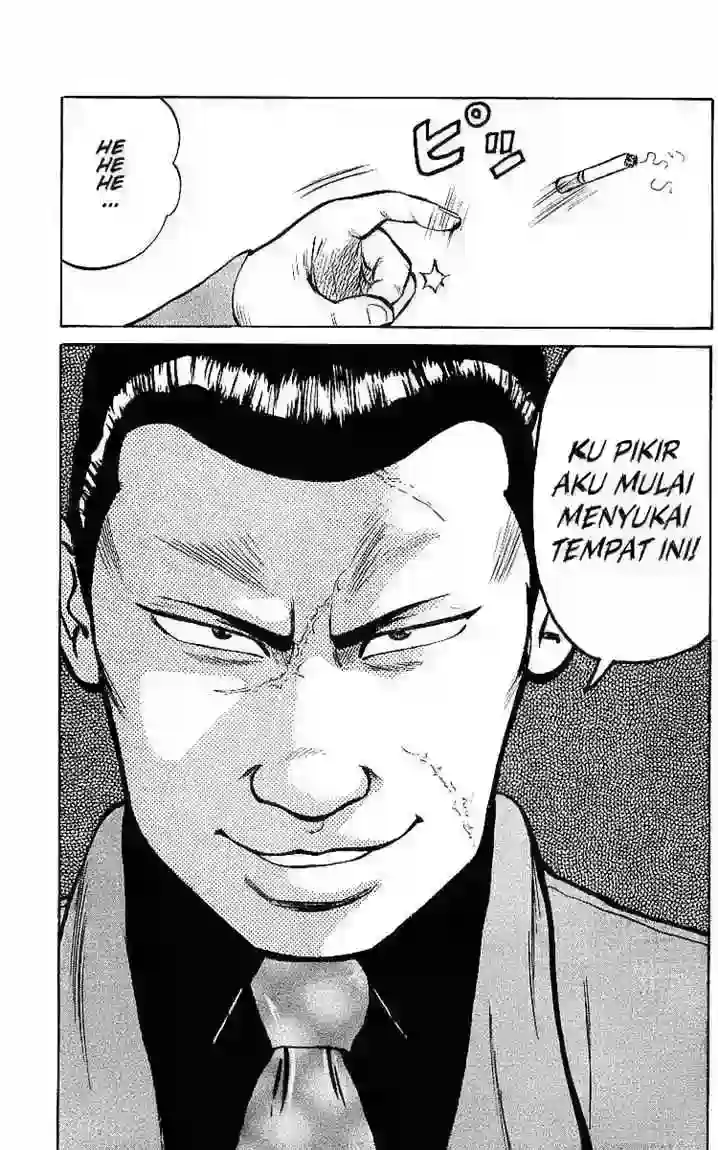 HE
HE
HE
...
ピッ
KU PIKIR
AKU MULAI
MENYUKAI
TEMPAT INI!